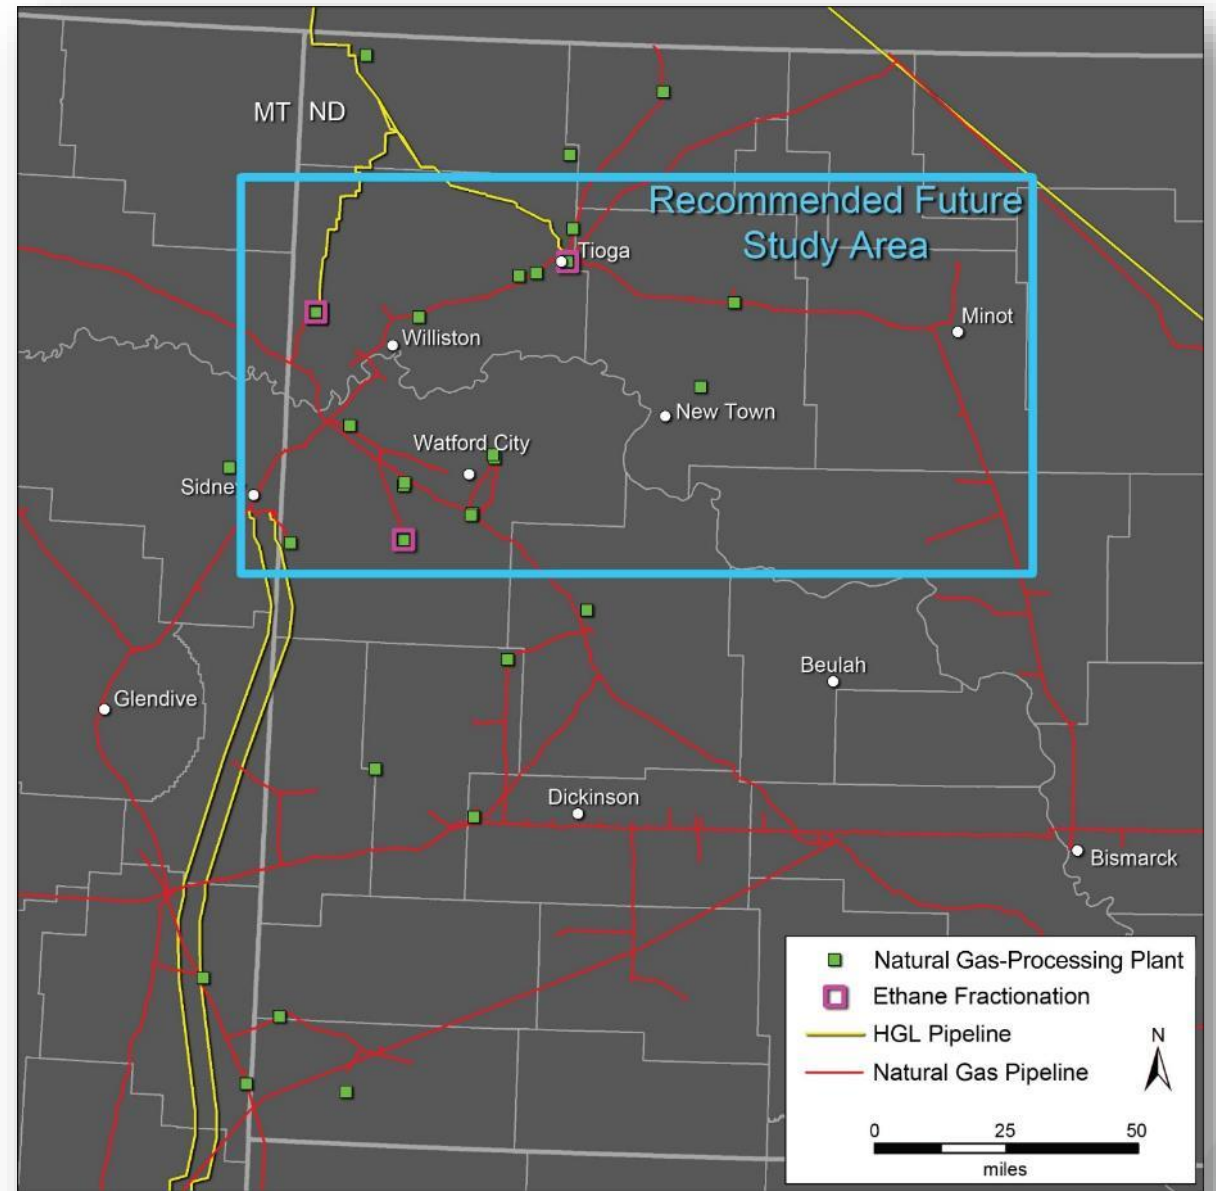 MT ND
Recommended Future
Study Area
Tioga
Minot
Williston
New Town
Watford City
Sidney
Beulah
Glendive
Dickinson
Bismarck
Natural Gas-Processing Plant
Ethane Fractionation
HGL Pipeline
Natural Gas Pipeline
N
0 25 50
miles